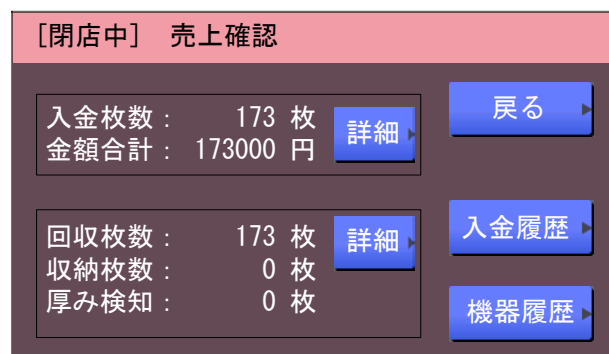 [閉店中] 売上確認
入金枚数： 173 枚
金額合計： 173000 円
詳細
戻る
回収枚数： 173 枚
収納枚数： 0 枚
厚み検知： 0 枚
詳細
入金履歴
機器履歴